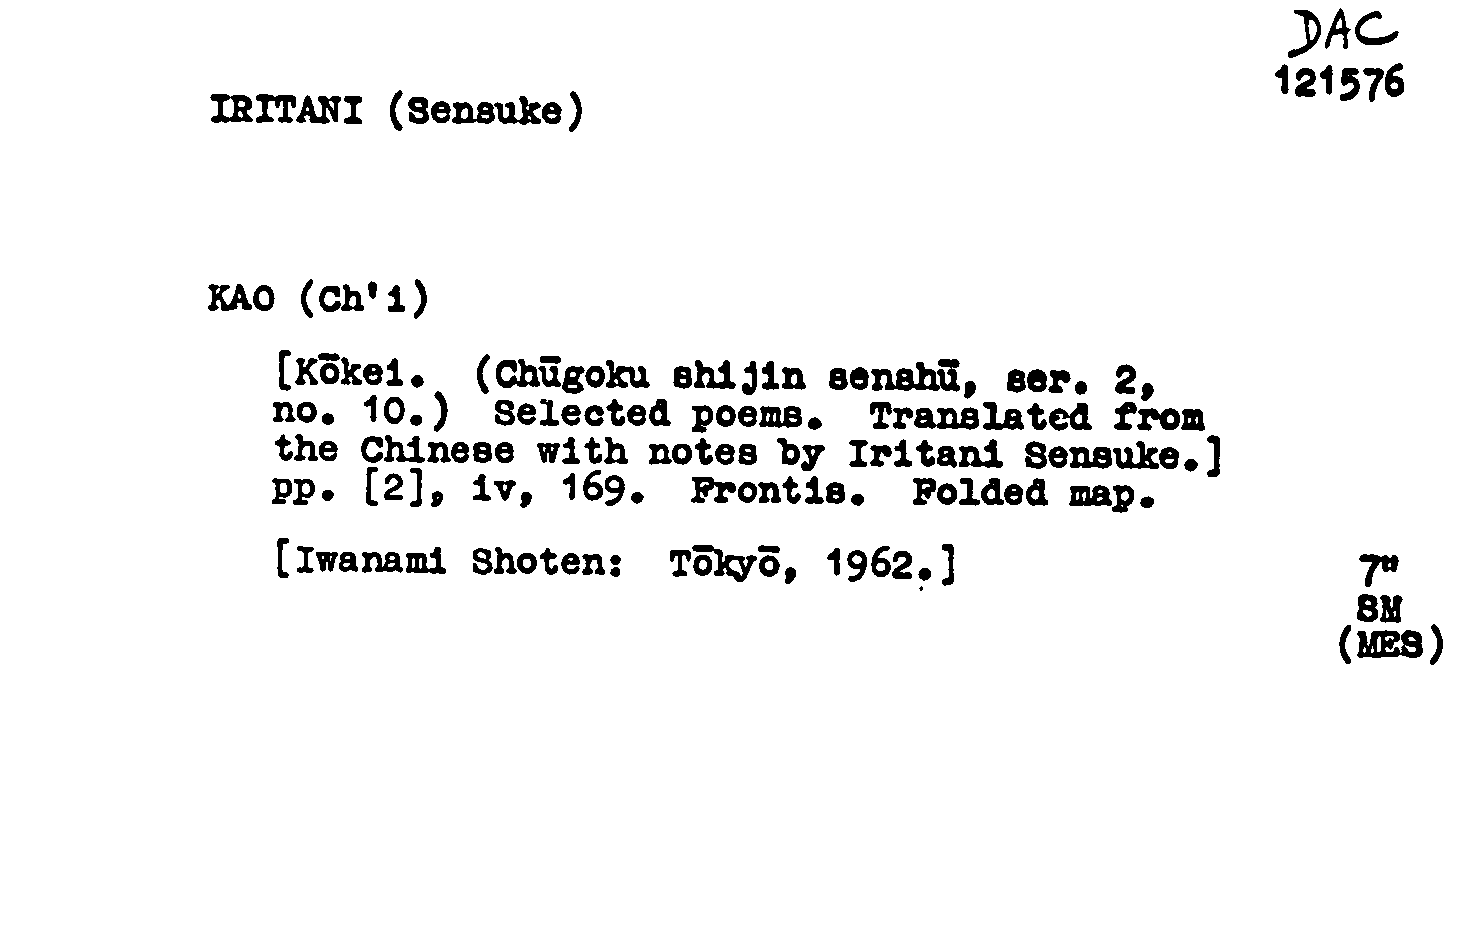 DAC
121576
IRITANI (Sensuke)
KAO (Ch'i)
[Kōkei. (Chūgoku shijin senshū, ser. 2,
no. 10.) Selected poems. Translated from
the Chinese with notes by Iritani Sensuke.]
pp. [2], iv, 169. Frontis. Folded map.
[Iwanami Shoten: Tōkyō, 1962.]
7"
SM
(MES)